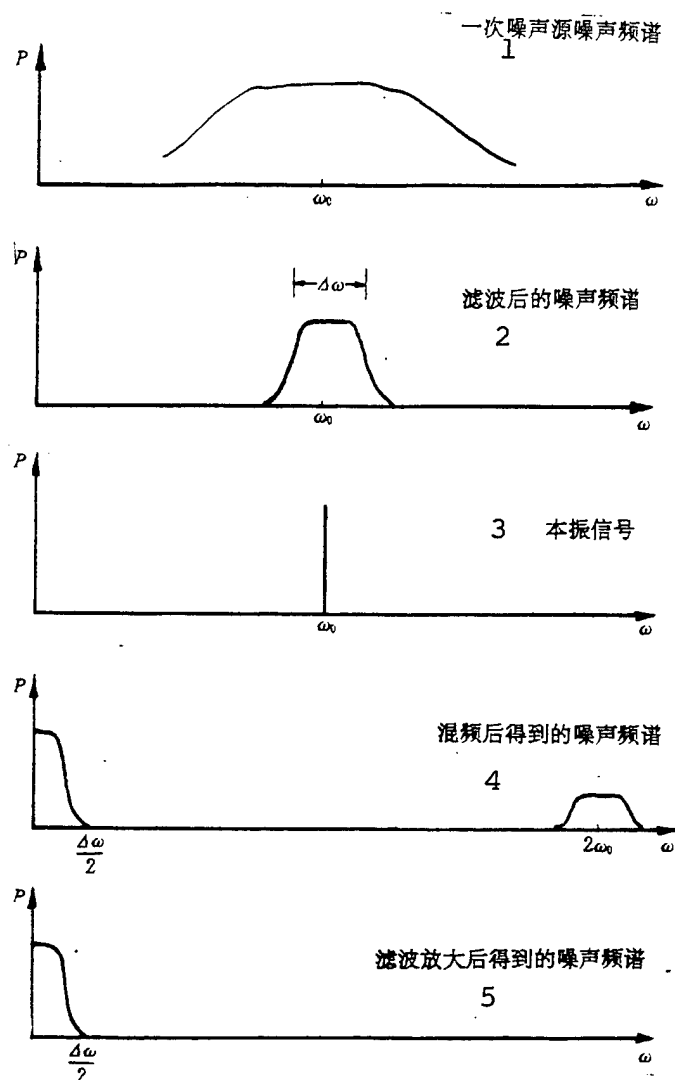 一次噪声源噪声频谱
1
P
ω₀
ω
P
Δω
滤波后的噪声频谱
2
ω₀
ω
P
3 本振信号
ω₀
ω
P
混频后得到的噪声频谱
4
Δω/2
2ω₀
ω
P
滤波放大后得到的噪声频谱
5
Δω/2
ω